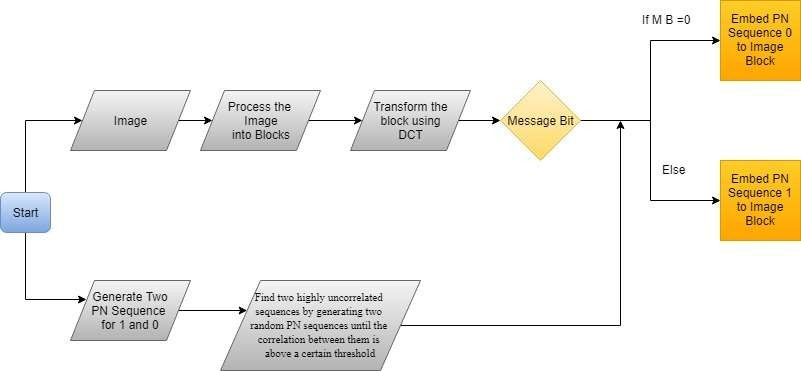 If M B =0
Embed PN
Sequence 0
to Image
Block
Image
Process the
Image
into Blocks
Transform the
block using
DCT
Message Bit
Else
Embed PN
Sequence 1
to Image
Block
Start
Generate Two
PN Sequence
for 1 and 0
Find two highly uncorrelated
sequences by generating two
random PN sequences until the
correlation between them is
above a certain threshold